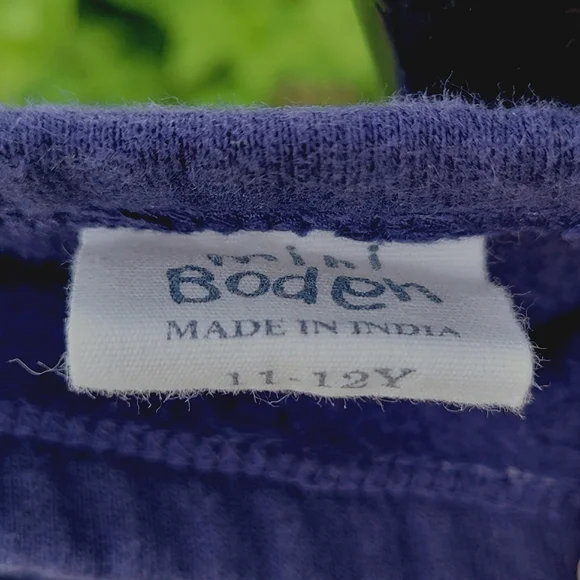 mini
Boden
MADE IN INDIA
11-12Y